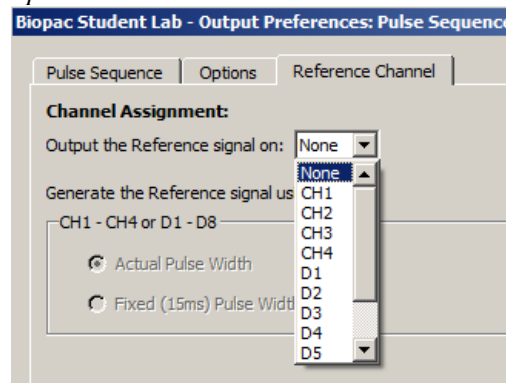 Biopac Student Lab - Output Preferences: Pulse Sequence
Pulse Sequence
Options
Reference Channel
Channel Assignment:
Output the Reference signal on: None
None
Generate the Reference signal us
CH1
CH2
CH1 - CH4 or D1 - D8
CH3
CH4
Actual Pulse Width
D1
D2
Fixed (15ms) Pulse Widt
D3
D4
D5